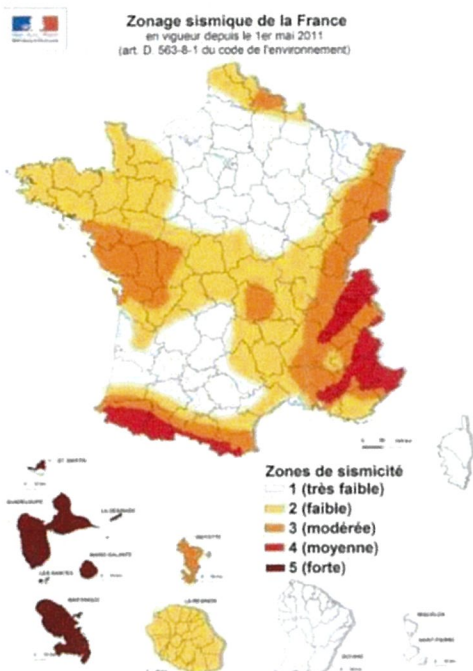 Zonage sismique de la France
en vigueur depuis le 1er mai 2011
(art. D. 563-8-1 du code de l'environnement)
ST MARTIN
GUADELOUPE
LA DESIRADE
MARIE-GALANTE
LES SAINTES
MARTINIQUE
MAYOTTE
LA REUNION
GUYANE
MIQUELON
SAINT-PIERRE
Zones de sismicité
1 (très faible)
2 (faible)
3 (modérée)
4 (moyenne)
5 (forte)